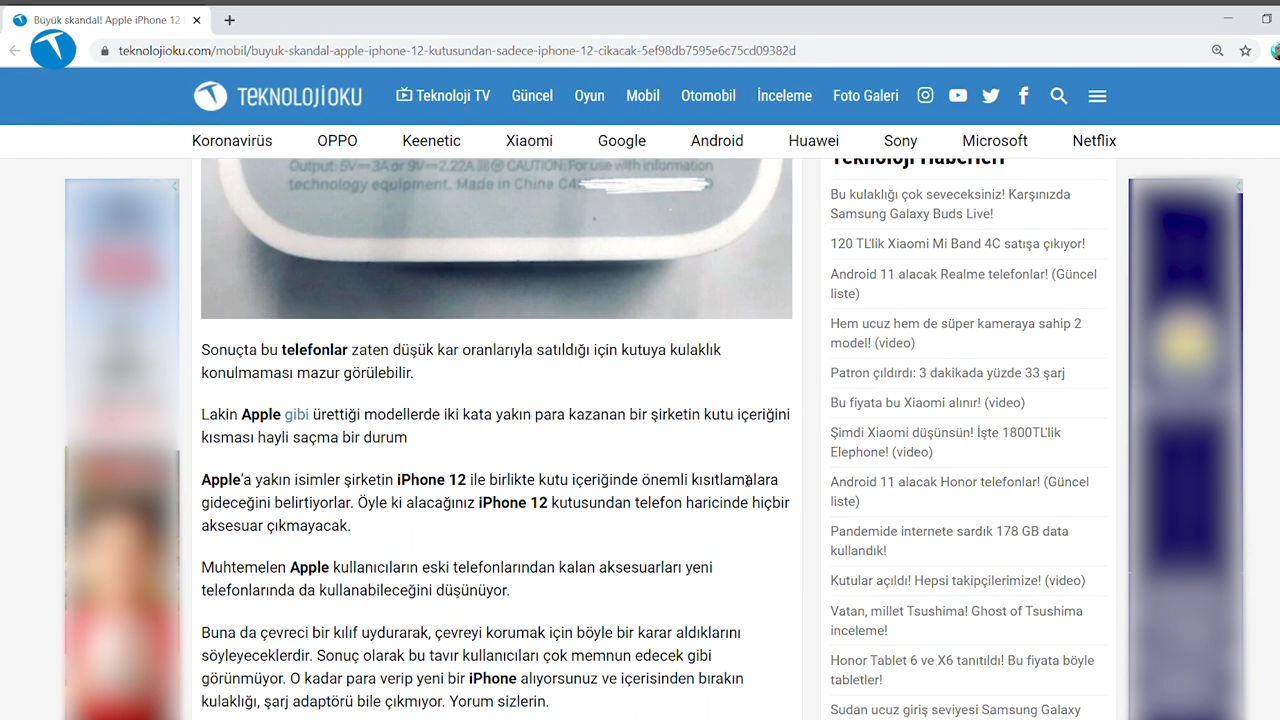 Büyük skandal! Apple iPhone 12
teknolojioku.com/mobil/buyuk-skandal-apple-iphone-12-kutusundan-sadece-iphone-12-cikacak-5ef98db7595e6c75cd09382d
TEKNOLOJİOKU
Teknoloji TV Güncel Oyun Mobil Otomobil İnceleme Foto Galeri
Koronavirüs OPPO Keenetic Xiaomi Google Android Huawei Sony Microsoft Netflix
Output: 5V⎓3A or 9V⎓2.22A CAUTION: For use with information
technology equipment. Made in China
Sonuçta bu telefonlar zaten düşük kar oranlarıyla satıldığı için kutuya kulaklık
konulmaması mazur görülebilir.
Lakin Apple gibi ürettiği modellerde iki kata yakın para kazanan bir şirketin kutu içeriğini
kısması hayli saçma bir durum
Apple’a yakın isimler şirketin iPhone 12 ile birlikte kutu içeriğinde önemli kısıtlamalara
gideceğini belirtiyorlar. Öyle ki alacağınız iPhone 12 kutusundan telefon haricinde hiçbir
aksesuar çıkmayacak.
Muhtemelen Apple kullanıcıların eski telefonlarından kalan aksesuarları yeni
telefonlarında da kullanabileceğini düşünüyor.
Buna da çevreci bir kılıf uydurarak, çevreyi korumak için böyle bir karar aldıklarını
söyleyeceklerdir. Sonuç olarak bu tavır kullanıcıları çok memnun edecek gibi
görünmüyor. O kadar para verip yeni bir iPhone alıyorsunuz ve içerisinden bırakın
kulaklığı, şarj adaptörü bile çıkmıyor. Yorum sizlerin.
Teknoloji Haberleri
Bu kulaklığı çok seveceksiniz! Karşınızda
Samsung Galaxy Buds Live!
120 TL'lik Xiaomi Mi Band 4C satışa çıkıyor!
Android 11 alacak Realme telefonlar! (Güncel
liste)
Hem ucuz hem de süper kameraya sahip 2
model! (video)
Patron çıldırdı: 3 dakikada yüzde 33 şarj
Bu fiyata bu Xiaomi alınır! (video)
Şimdi Xiaomi düşünsün! İşte 1800TL'lik
Elephone! (video)
Android 11 alacak Honor telefonlar! (Güncel
liste)
Pandemide internete sardık 178 GB data
kullandık!
Kutular açıldı! Hepsi takipçilerimize! (video)
Vatan, millet Tsushima! Ghost of Tsushima
inceleme!
Honor Tablet 6 ve X6 tanıtıldı! Bu fiyata böyle
tabletler!
Sudan ucuz giriş seviyesi Samsung Galaxy